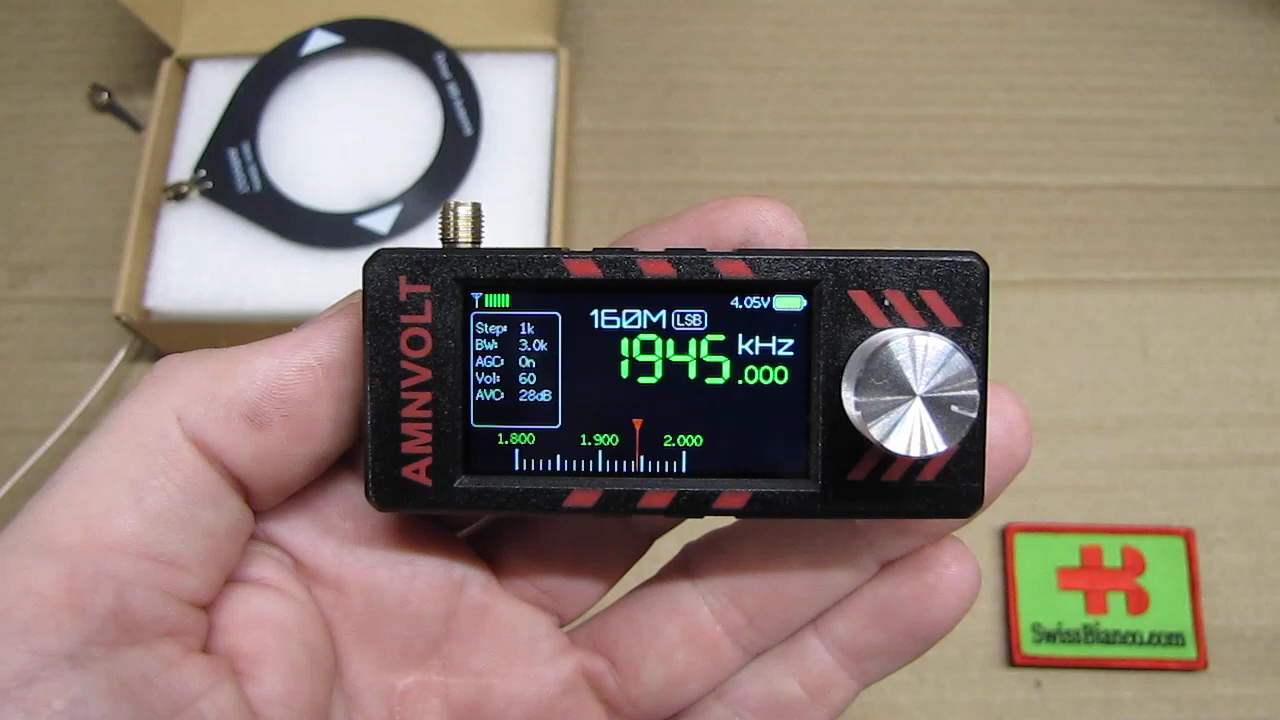 AMNVOLT
AMNVOLT
4.05V
160M LSB
1945.000 kHz
Step: 1k
BW: 3.0k
AGC: On
Vol: 60
AVC: 28dB
1.800 1.900 2.000
SwissBianco.com